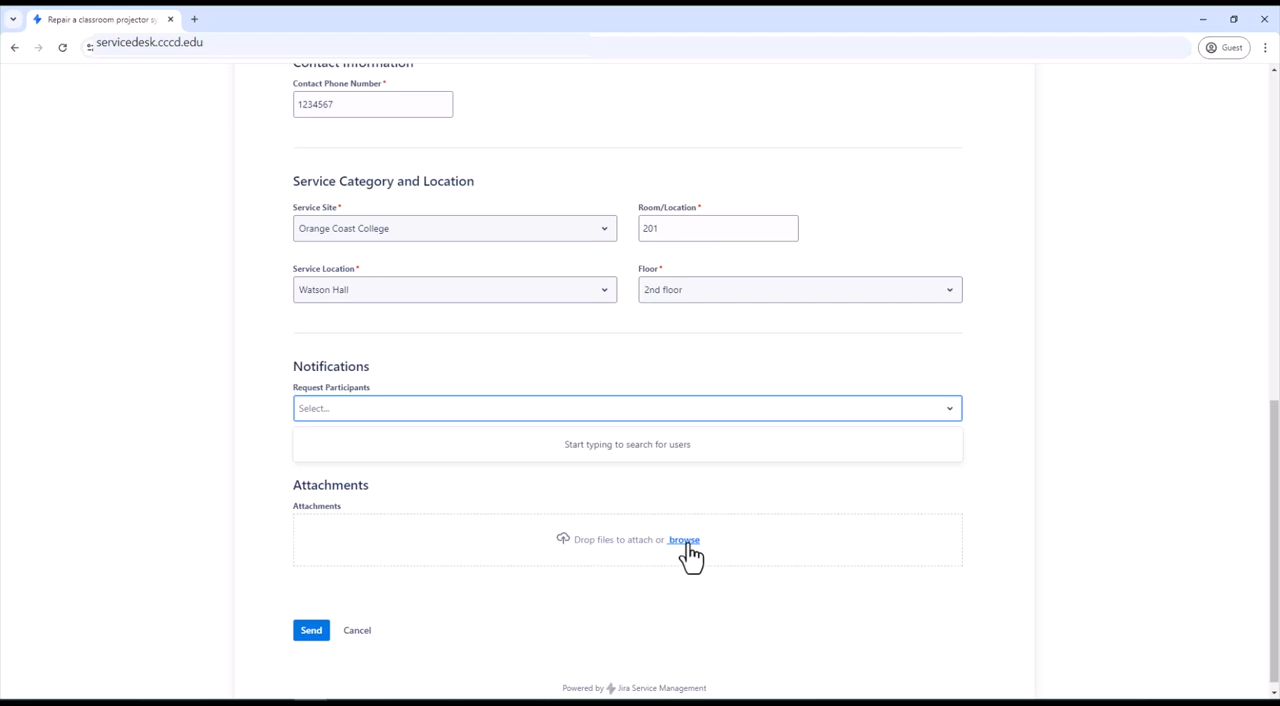 Repair a classroom projector sy
servicedesk.cccd.edu
Guest
Contact Information
Contact Phone Number*
1234567
Service Category and Location
Service Site*
Room/Location*
Orange Coast College
201
Service Location*
Floor*
Watson Hall
2nd floor
Notifications
Request Participants
Select...
Start typing to search for users
Attachments
Attachments
Drop files to attach or browse
Send Cancel
Powered by Jira Service Management